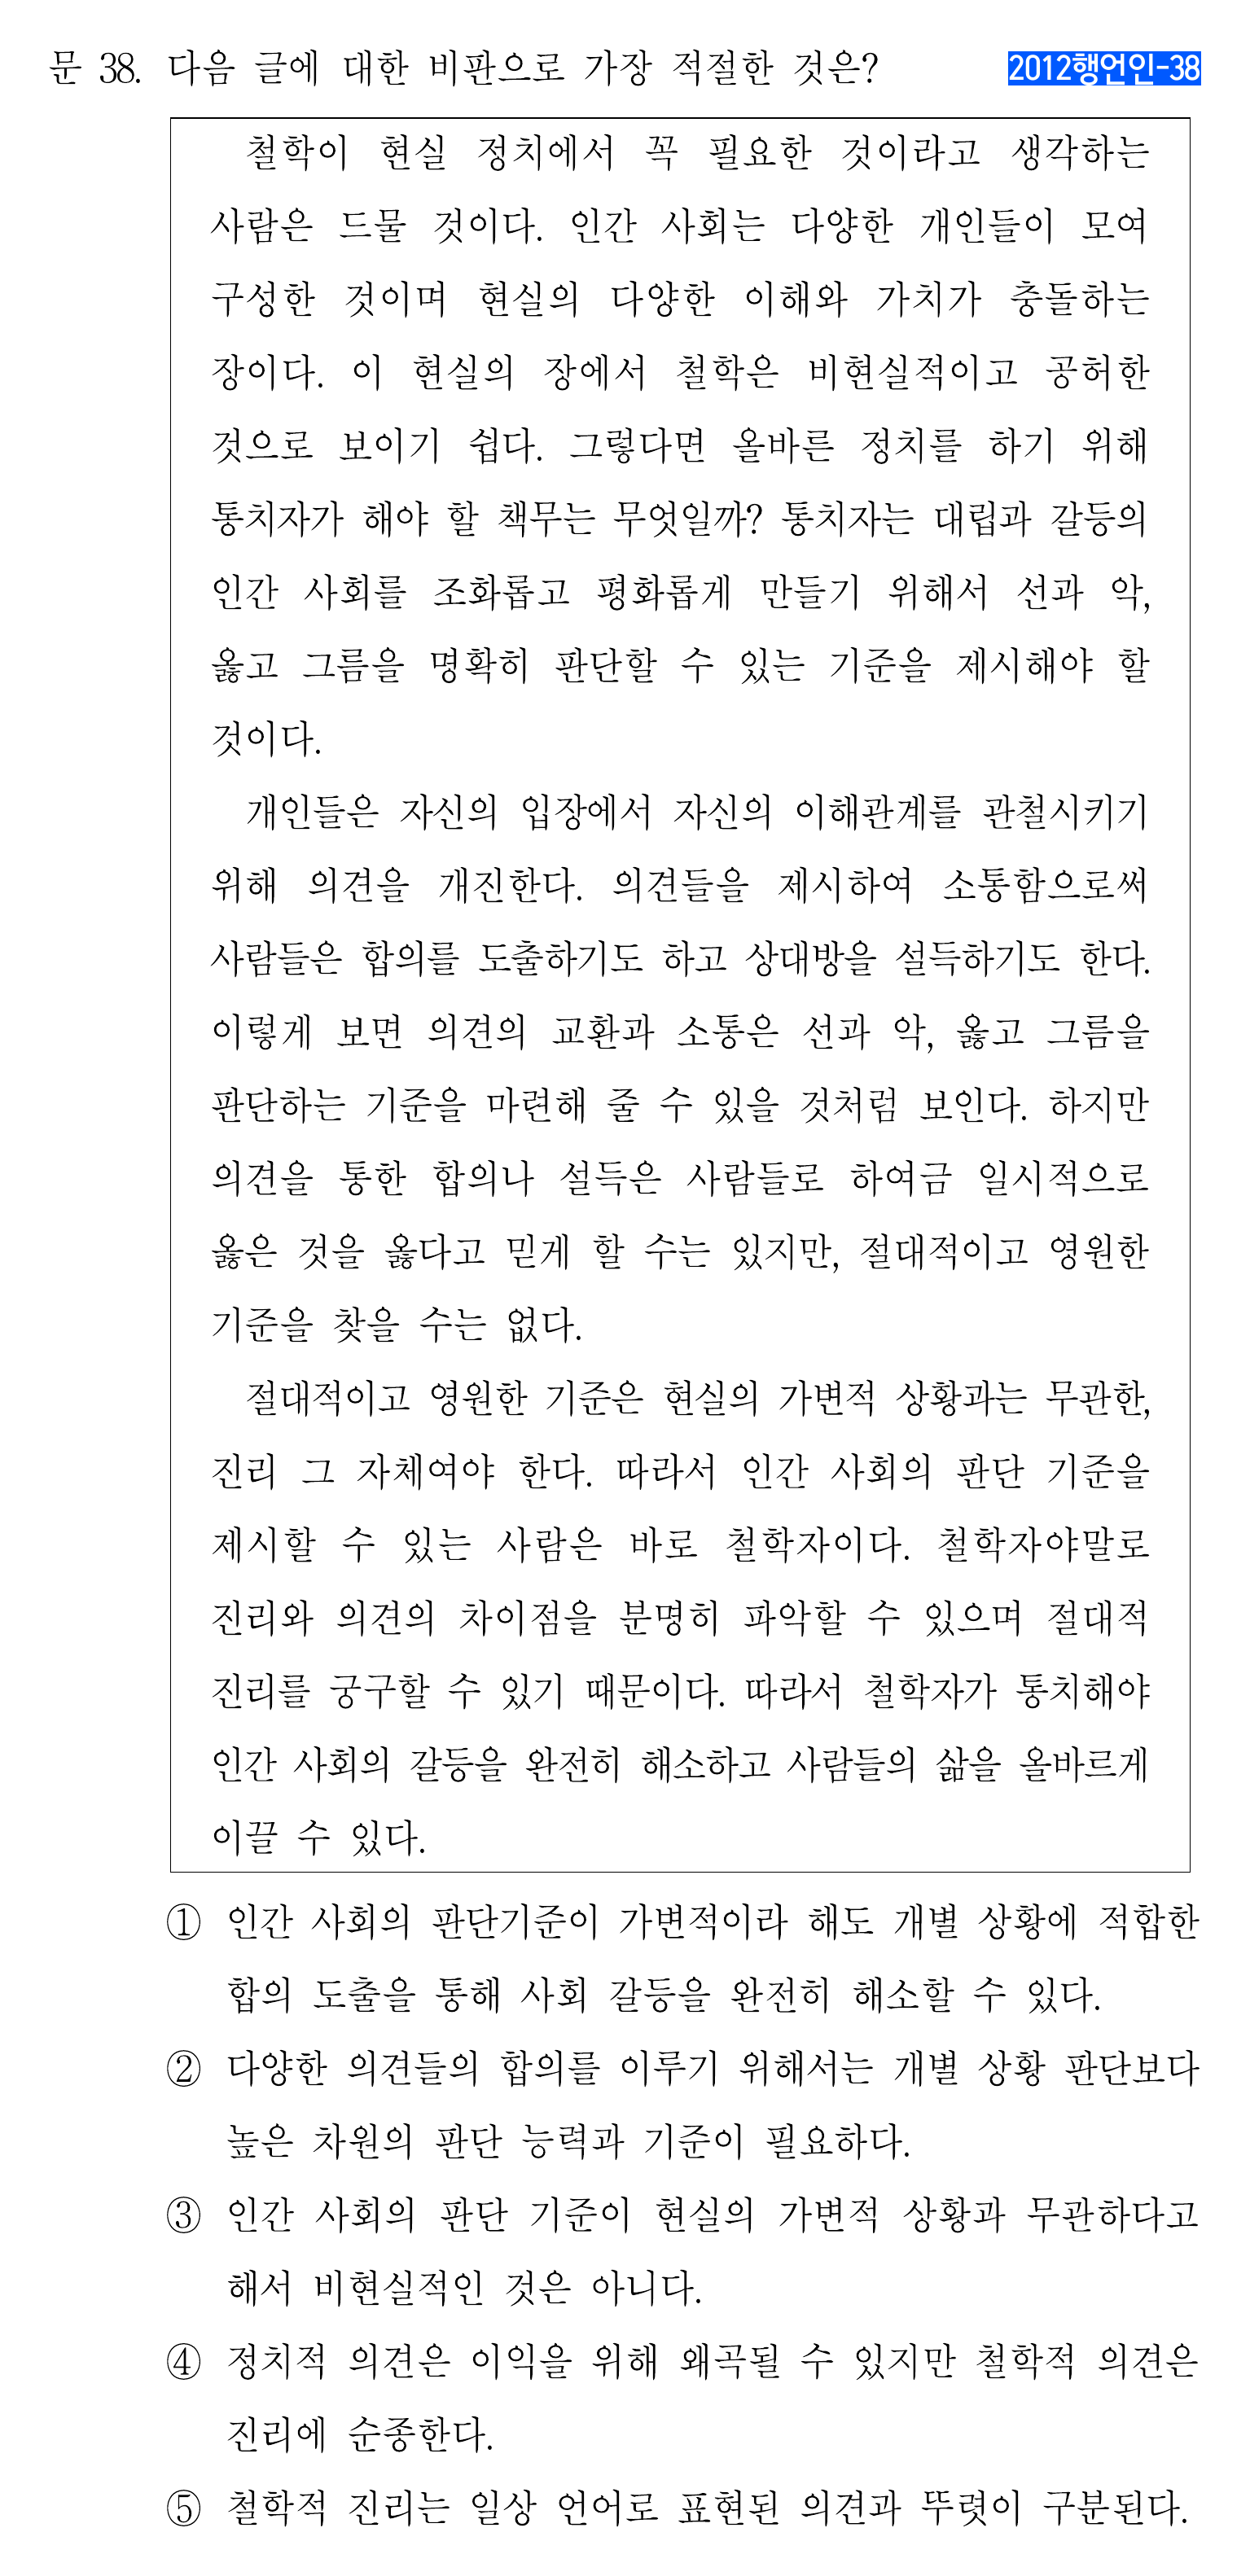 문 38. 다음 글에 대한 비판으로 가장 적절한 것은? 2012행언인-38
철학이 현실 정치에서 꼭 필요한 것이라고 생각하는
사람은 드물 것이다. 인간 사회는 다양한 개인들이 모여
구성한 것이며 현실의 다양한 이해와 가치가 충돌하는
장이다. 이 현실의 장에서 철학은 비현실적이고 공허한
것으로 보이기 쉽다. 그렇다면 올바른 정치를 하기 위해
통치자가 해야 할 책무는 무엇일까? 통치자는 대립과 갈등의
인간 사회를 조화롭고 평화롭게 만들기 위해서 선과 악,
옳고 그름을 명확히 판단할 수 있는 기준을 제시해야 할
것이다.
개인들은 자신의 입장에서 자신의 이해관계를 관철시키기
위해 의견을 개진한다. 의견들을 제시하여 소통함으로써
사람들은 합의를 도출하기도 하고 상대방을 설득하기도 한다.
이렇게 보면 의견의 교환과 소통은 선과 악, 옳고 그름을
판단하는 기준을 마련해 줄 수 있을 것처럼 보인다. 하지만
의견을 통한 합의나 설득은 사람들로 하여금 일시적으로
옳은 것을 옳다고 믿게 할 수는 있지만, 절대적이고 영원한
기준을 찾을 수는 없다.
절대적이고 영원한 기준은 현실의 가변적 상황과는 무관한,
진리 그 자체여야 한다. 따라서 인간 사회의 판단 기준을
제시할 수 있는 사람은 바로 철학자이다. 철학자야말로
진리와 의견의 차이점을 분명히 파악할 수 있으며 절대적
진리를 궁구할 수 있기 때문이다. 따라서 철학자가 통치해야
인간 사회의 갈등을 완전히 해소하고 사람들의 삶을 올바르게
이끌 수 있다.
① 인간 사회의 판단기준이 가변적이라 해도 개별 상황에 적합한
합의 도출을 통해 사회 갈등을 완전히 해소할 수 있다.
② 다양한 의견들의 합의를 이루기 위해서는 개별 상황 판단보다
높은 차원의 판단 능력과 기준이 필요하다.
③ 인간 사회의 판단 기준이 현실의 가변적 상황과 무관하다고
해서 비현실적인 것은 아니다.
④ 정치적 의견은 이익을 위해 왜곡될 수 있지만 철학적 의견은
진리에 순종한다.
⑤ 철학적 진리는 일상 언어로 표현된 의견과 뚜렷이 구분된다.